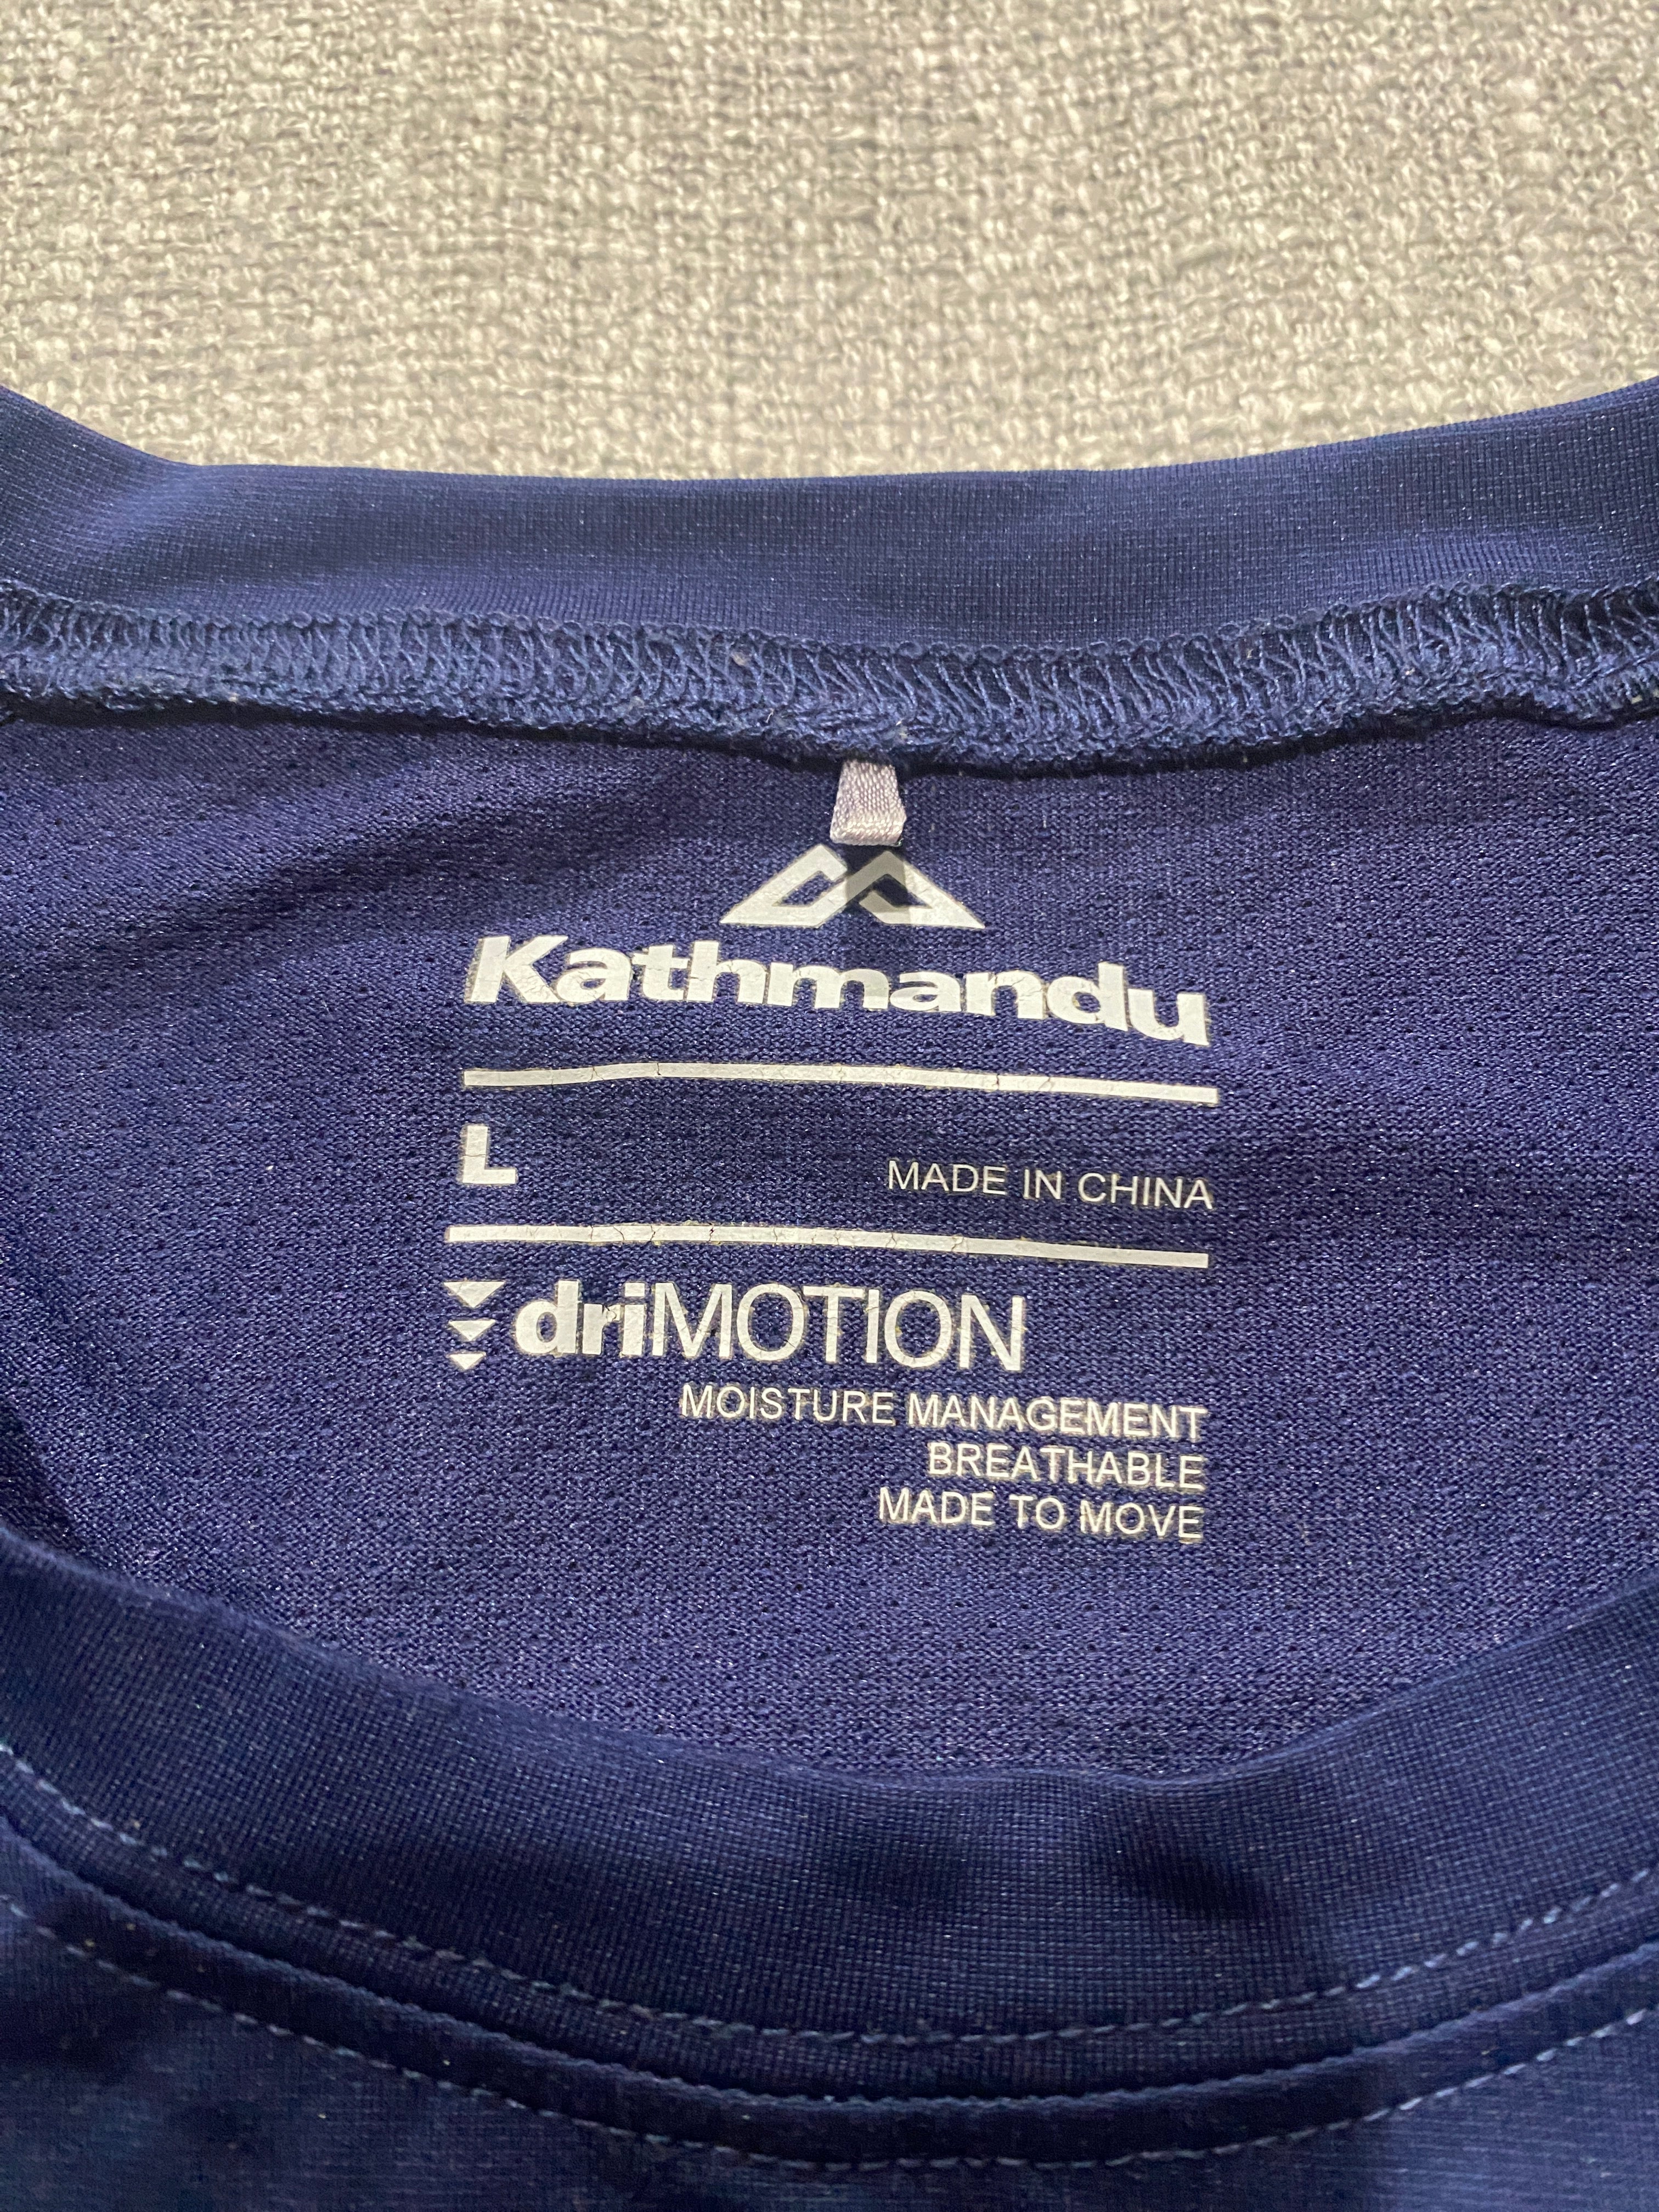 Kathmandu
L
MADE IN CHINA
driMOTION
MOISTURE MANAGEMENT
BREATHABLE
MADE TO MOVE